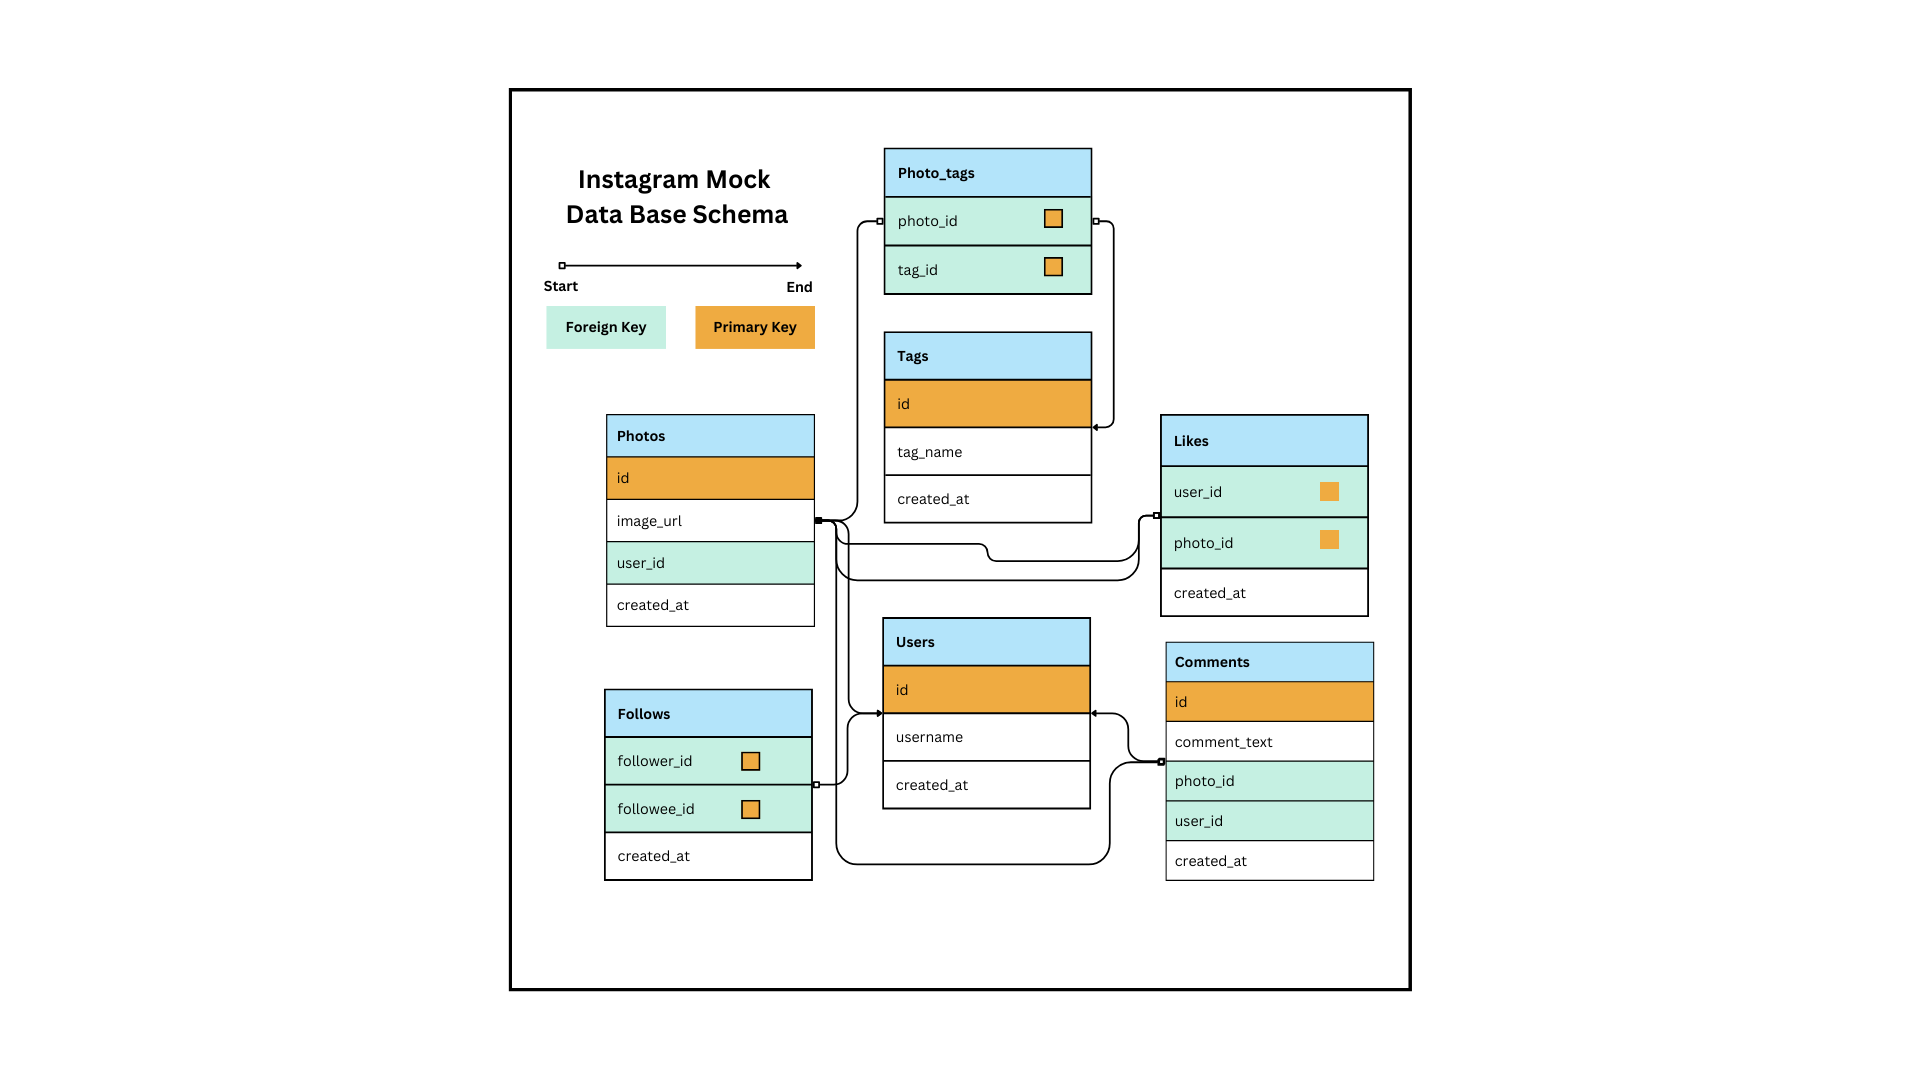 Instagram Mock
Data Base Schema
Start
End
Foreign Key
Primary Key
Photo_tags
photo_id
tag_id
Tags
id
tag_name
created_at
Photos
id
image_url
user_id
created_at
Likes
user_id
photo_id
created_at
Users
id
username
created_at
Comments
id
comment_text
photo_id
user_id
created_at
Follows
follower_id
followee_id
created_at